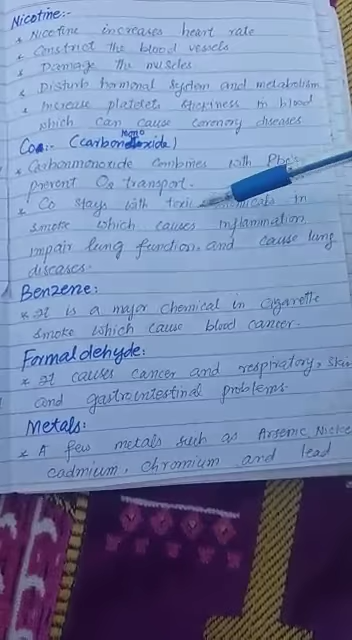 Nicotine:-
* Nicotine increases heart rate
* Constrict the blood vessels
* Damage the muscles
* Disturb hormonal system and metabolism
* Increase platelets stickiness in blood
which can cause coronary diseases
Co:- (Carbon Monoxide)
* Carbonmonoxide combines with Rbc's
prevent O2 transport.
* Co stays with toxic chemicals in
smoke which causes inflammation,
impair lung function, and cause lung
diseases.
Benzene:
* It is a major chemical in cigarette
smoke which cause blood cancer.
Formaldehyde:
* It causes cancer and respiratory, skin
and gastrointestinal problems.
Metals:
* A few metals such as Arsenic, Nickel
cadmium, chromium and lead